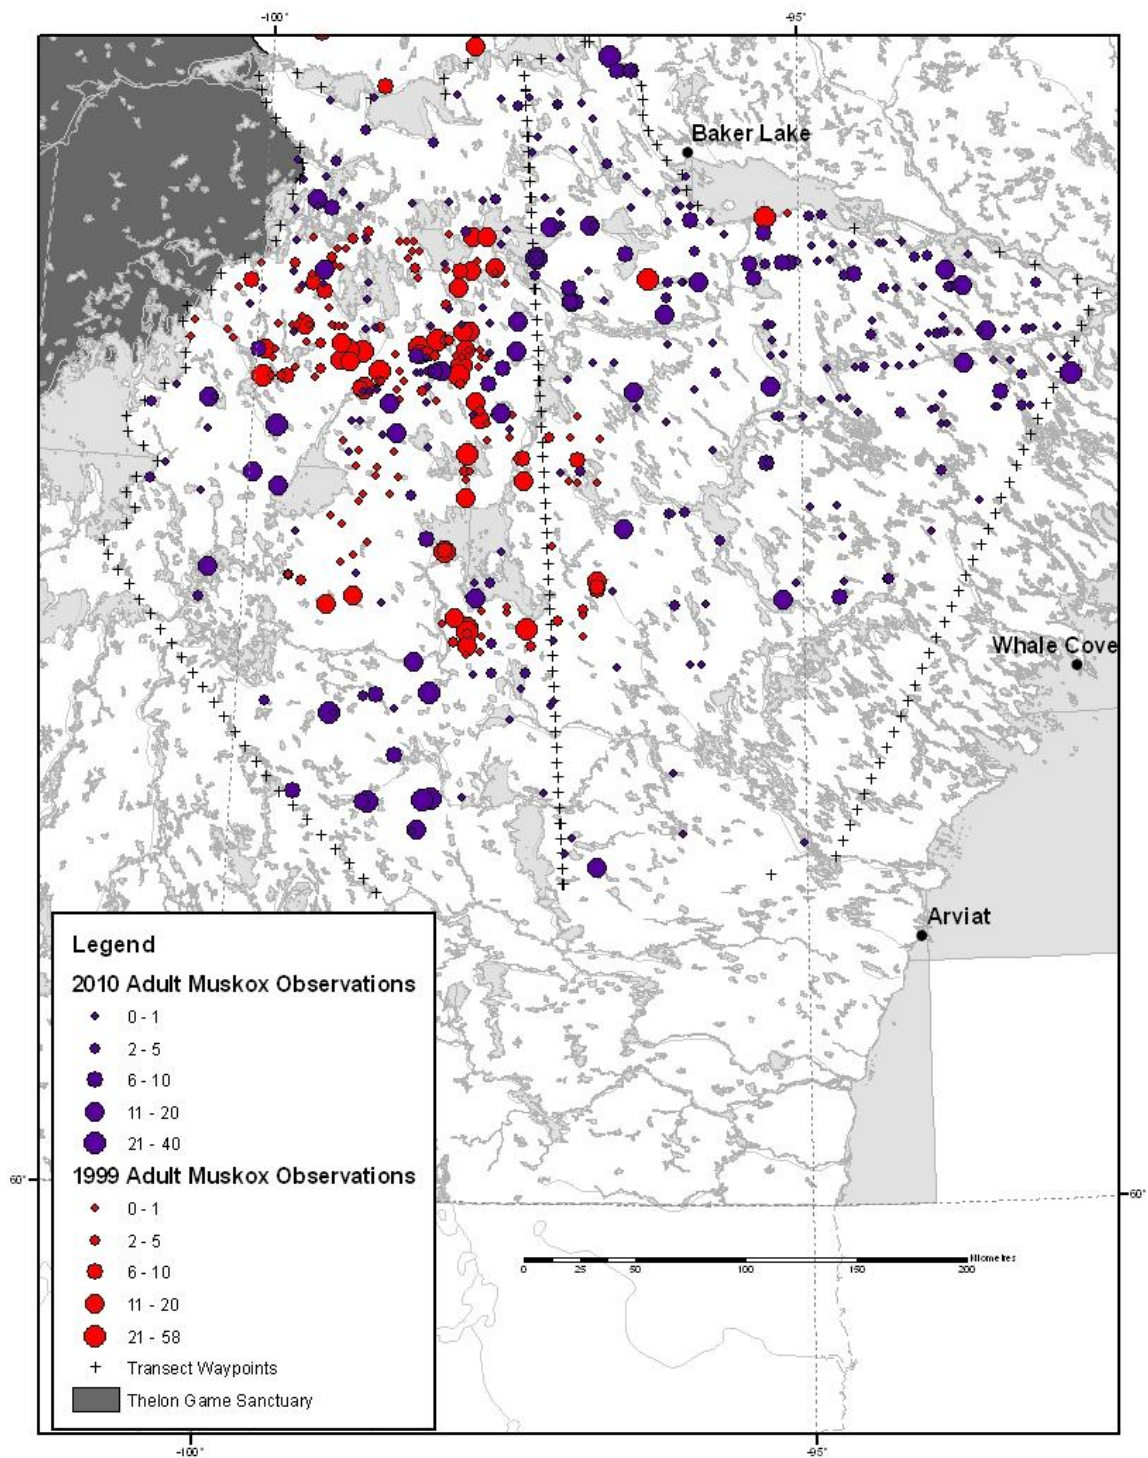 -100° -95°
Baker Lake
Whale Cove
Arviat
Legend
2010 Adult Muskox Observations
0 - 1
2 - 5
6 - 10
11 - 20
21 - 40
1999 Adult Muskox Observations
60° 60°
0 - 1
2 - 5
6 - 10
11 - 20
21 - 58
Transect Waypoints
Thelon Game Sanctuary
Kilometres
0 25 50 100 150 200
-100° -95°